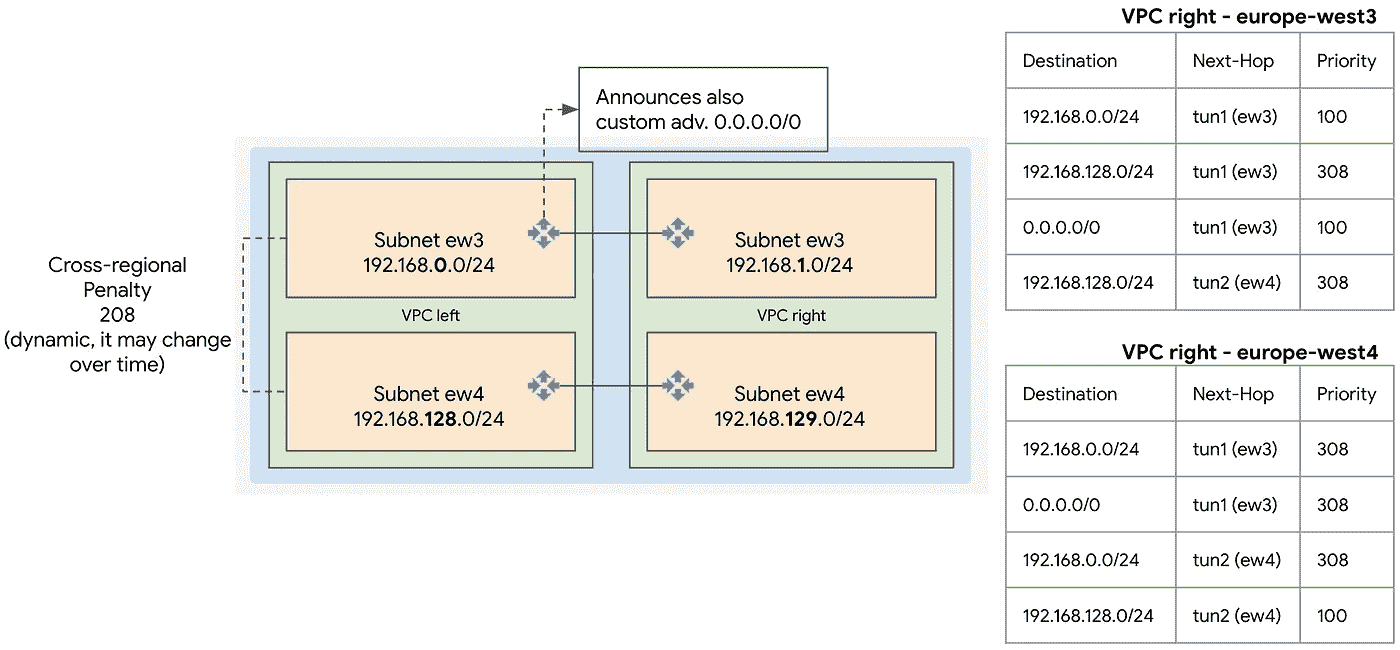 Announces also
custom adv. 0.0.0.0/0
Subnet ew3
192.168.0.0/24
Subnet ew3
192.168.1.0/24
VPC left
VPC right
Subnet ew4
192.168.128.0/24
Subnet ew4
192.168.129.0/24
Cross-regional
Penalty
208
(dynamic, it may change
over time)
VPC right - europe-west3
Destination Next-Hop Priority
192.168.0.0/24 tun1 (ew3) 100
192.168.128.0/24 tun1 (ew3) 308
0.0.0.0/0 tun1 (ew3) 100
192.168.128.0/24 tun2 (ew4) 308
VPC right - europe-west4
Destination Next-Hop Priority
192.168.0.0/24 tun1 (ew3) 308
0.0.0.0/0 tun1 (ew3) 308
192.168.0.0/24 tun2 (ew4) 308
192.168.128.0/24 tun2 (ew4) 100